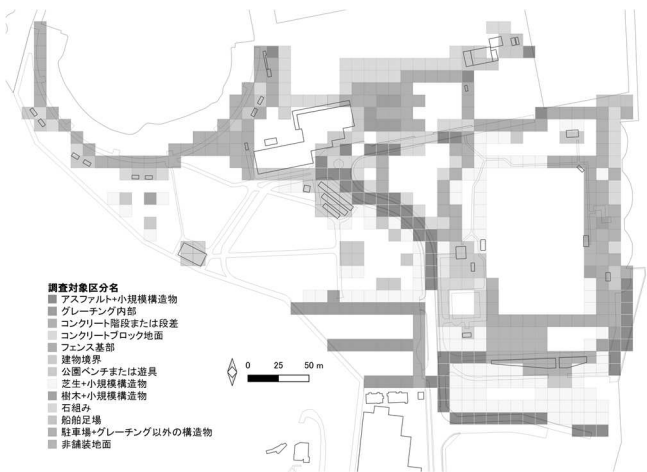 調査対象区分名
アスファルト+小規模構造物
グレーチング内部
コンクリート階段または段差
コンクリートブロック地面
フェンス基部
建物境界
公園ベンチまたは遊具
芝生+小規模構造物
樹木+小規模構造物
石組み
船舶足場
駐車場+グレーチング以外の構造物
非舗装地面
0 25 50 m